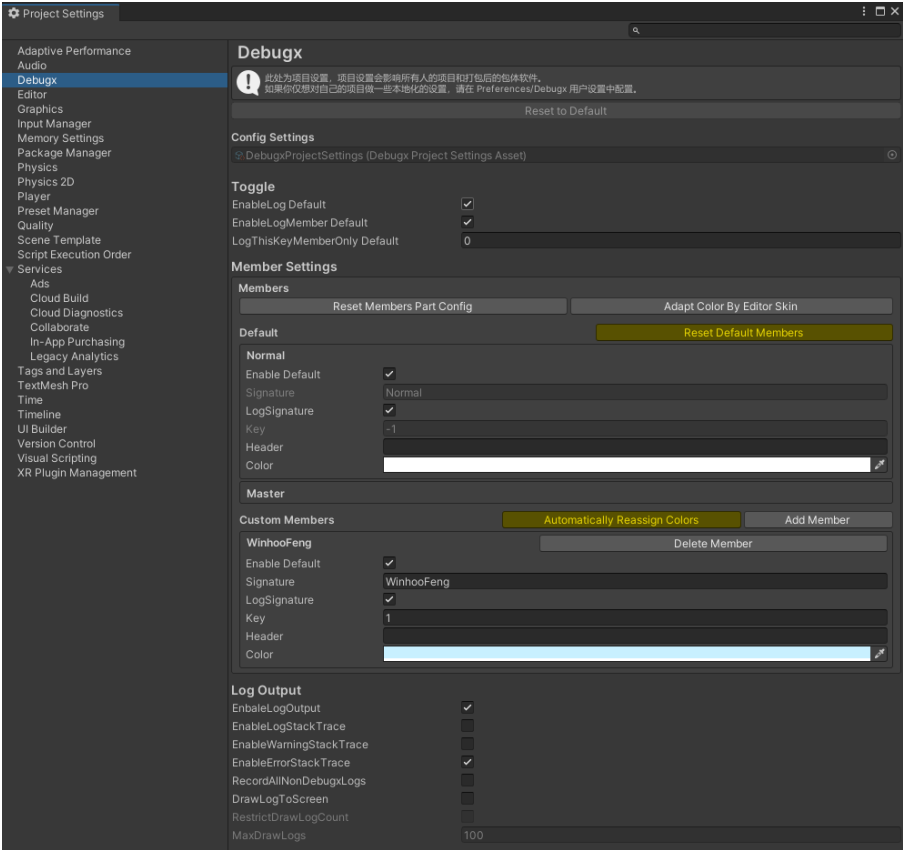 Project Settings
Adaptive Performance
Audio
Debugx
Editor
Graphics
Input Manager
Memory Settings
Package Manager
Physics
Physics 2D
Player
Preset Manager
Quality
Scene Template
Script Execution Order
Services
Ads
Cloud Build
Cloud Diagnostics
Collaborate
In-App Purchasing
Legacy Analytics
Tags and Layers
TextMesh Pro
Time
Timeline
UI Builder
Version Control
Visual Scripting
XR Plugin Management
Debugx
此处为项目设置，项目设置会影响所有人的项目和打包后的包体软件。
如果你仅想对自己的项目做一些本地化的设置，请在 Preferences/Debugx 用户设置中配置。
Reset to Default
Config Settings
DebugxProjectSettings (Debugx Project Settings Asset)
Toggle
EnableLog Default
EnableLogMember Default
LogThisKeyMemberOnly Default 0
Member Settings
Members
Reset Members Part Config Adapt Color By Editor Skin
Default Reset Default Members
Normal
Enable Default
Signature Normal
LogSignature
Key -1
Header
Color
Master
Custom Members Automatically Reassign Colors Add Member
WinhooFeng Delete Member
Enable Default
Signature WinhooFeng
LogSignature
Key 1
Header
Color
Log Output
EnbaleLogOutput
EnableLogStackTrace
EnableWarningStackTrace
EnableErrorStackTrace
RecordAllNonDebugxLogs
DrawLogToScreen
RestrictDrawLogCount
MaxDrawLogs 100